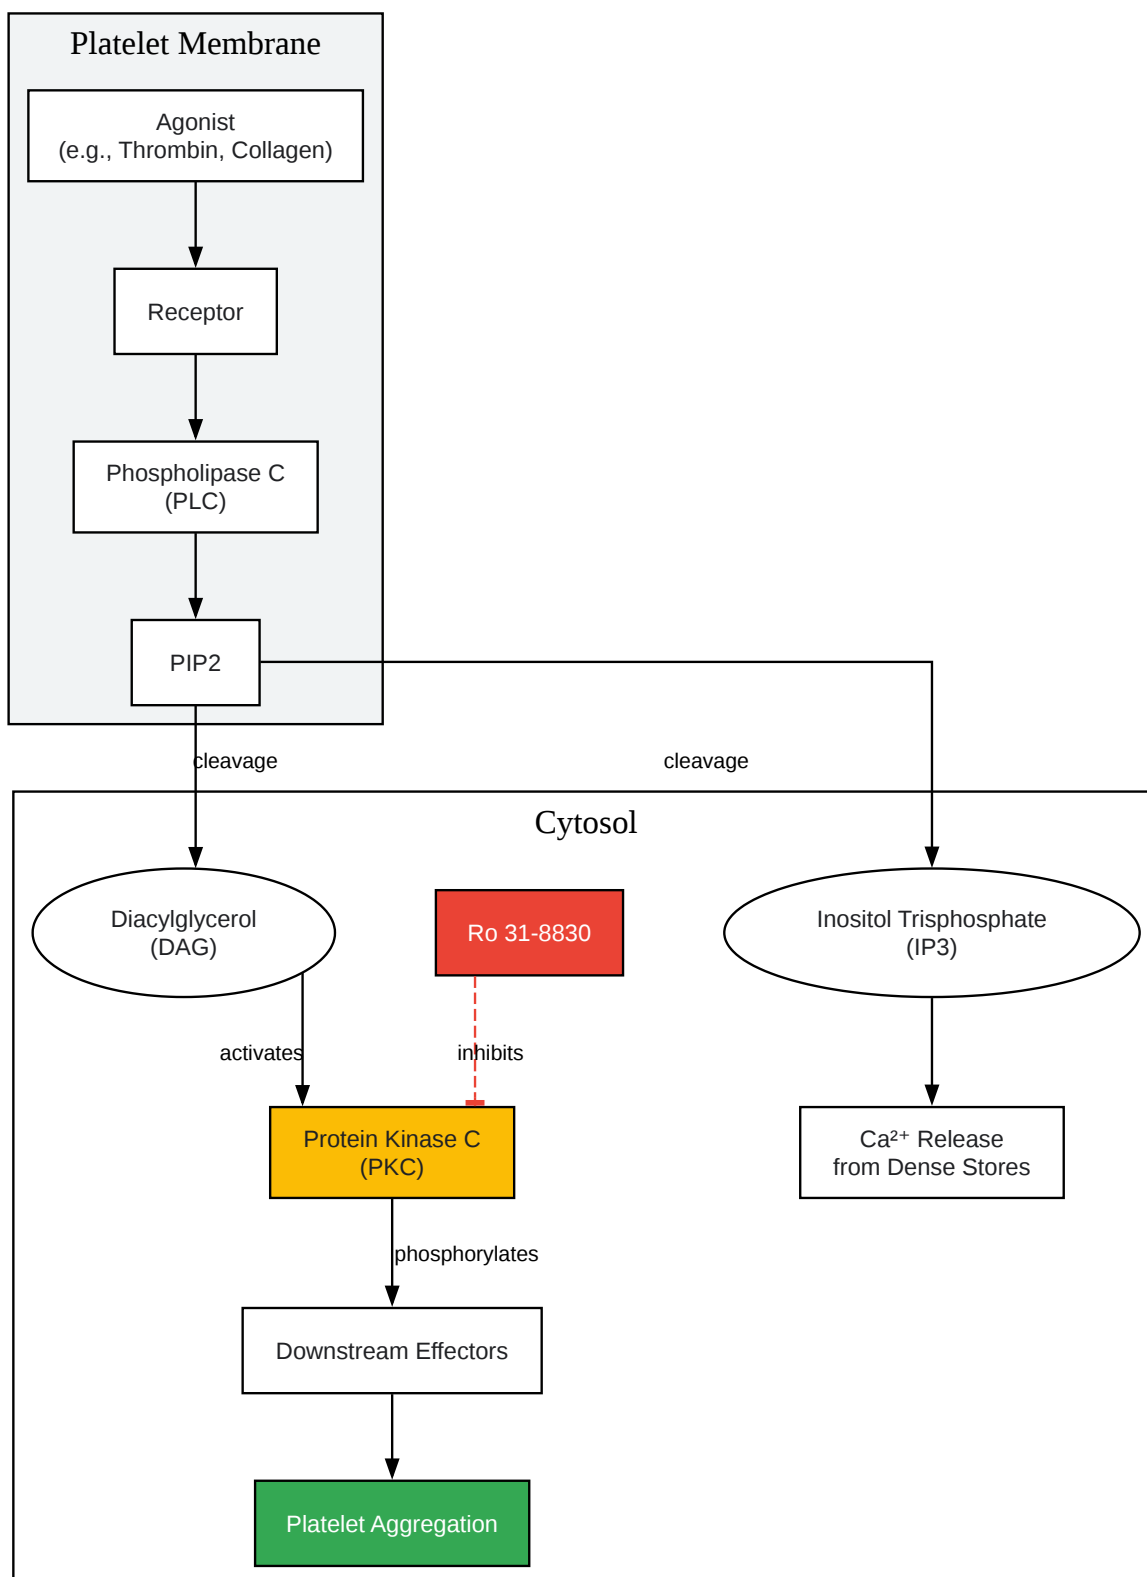 Platelet Membrane
Agonist
(e.g., Thrombin, Collagen)
Receptor
Phospholipase C
(PLC)
PIP2
cleavage
cleavage
Cytosol
Diacylglycerol
(DAG)
Ro 31-8830
Inositol Trisphosphate
(IP3)
activates
inhibits
Protein Kinase C
(PKC)
Ca²⁺ Release
from Dense Stores
phosphorylates
Downstream Effectors
Platelet Aggregation